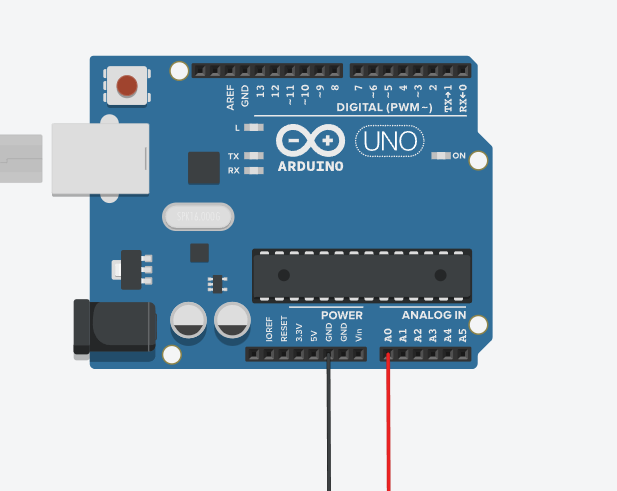 AREF
GND
13
12
~11
~10
~9
8
7
~6
~5
4
~3
2
TX→1
RX←0
DIGITAL (PWM ~)
L
TX
RX
ARDUINO
UNO
ON
POWER
ANALOG IN
IOREF
RESET
3.3V
5V
GND
GND
Vin
A0
A1
A2
A3
A4
A5